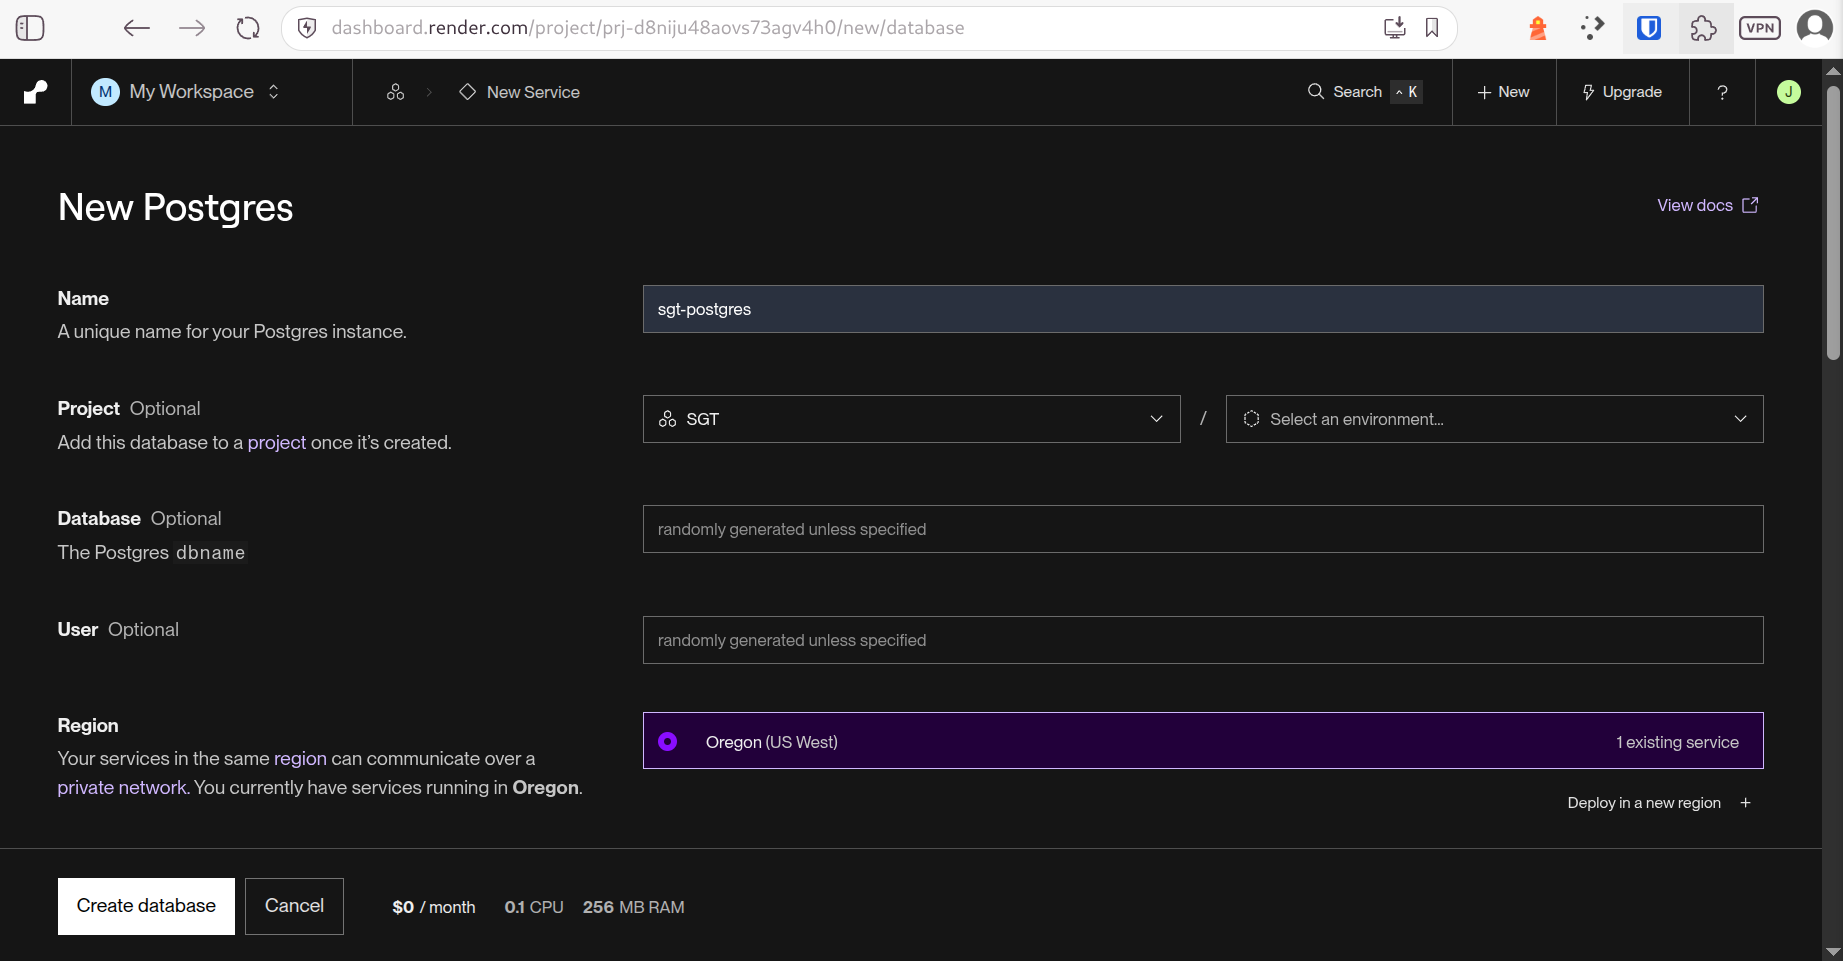 dashboard.render.com/project/prj-d8niju48aovs73agv4h0/new/database
VPN
M My Workspace
New Service
Search ^ K
+ New
Upgrade
?
J
New Postgres
View docs
Name
A unique name for your Postgres instance.
sgt-postgres
Project Optional
Add this database to a project once it's created.
SGT
/
Select an environment...
Database Optional
The Postgres dbname
randomly generated unless specified
User Optional
randomly generated unless specified
Region
Your services in the same region can communicate over a
private network. You currently have services running in Oregon.
Oregon (US West)
1 existing service
Deploy in a new region +
Create database
Cancel
$0 / month
0.1 CPU
256 MB RAM